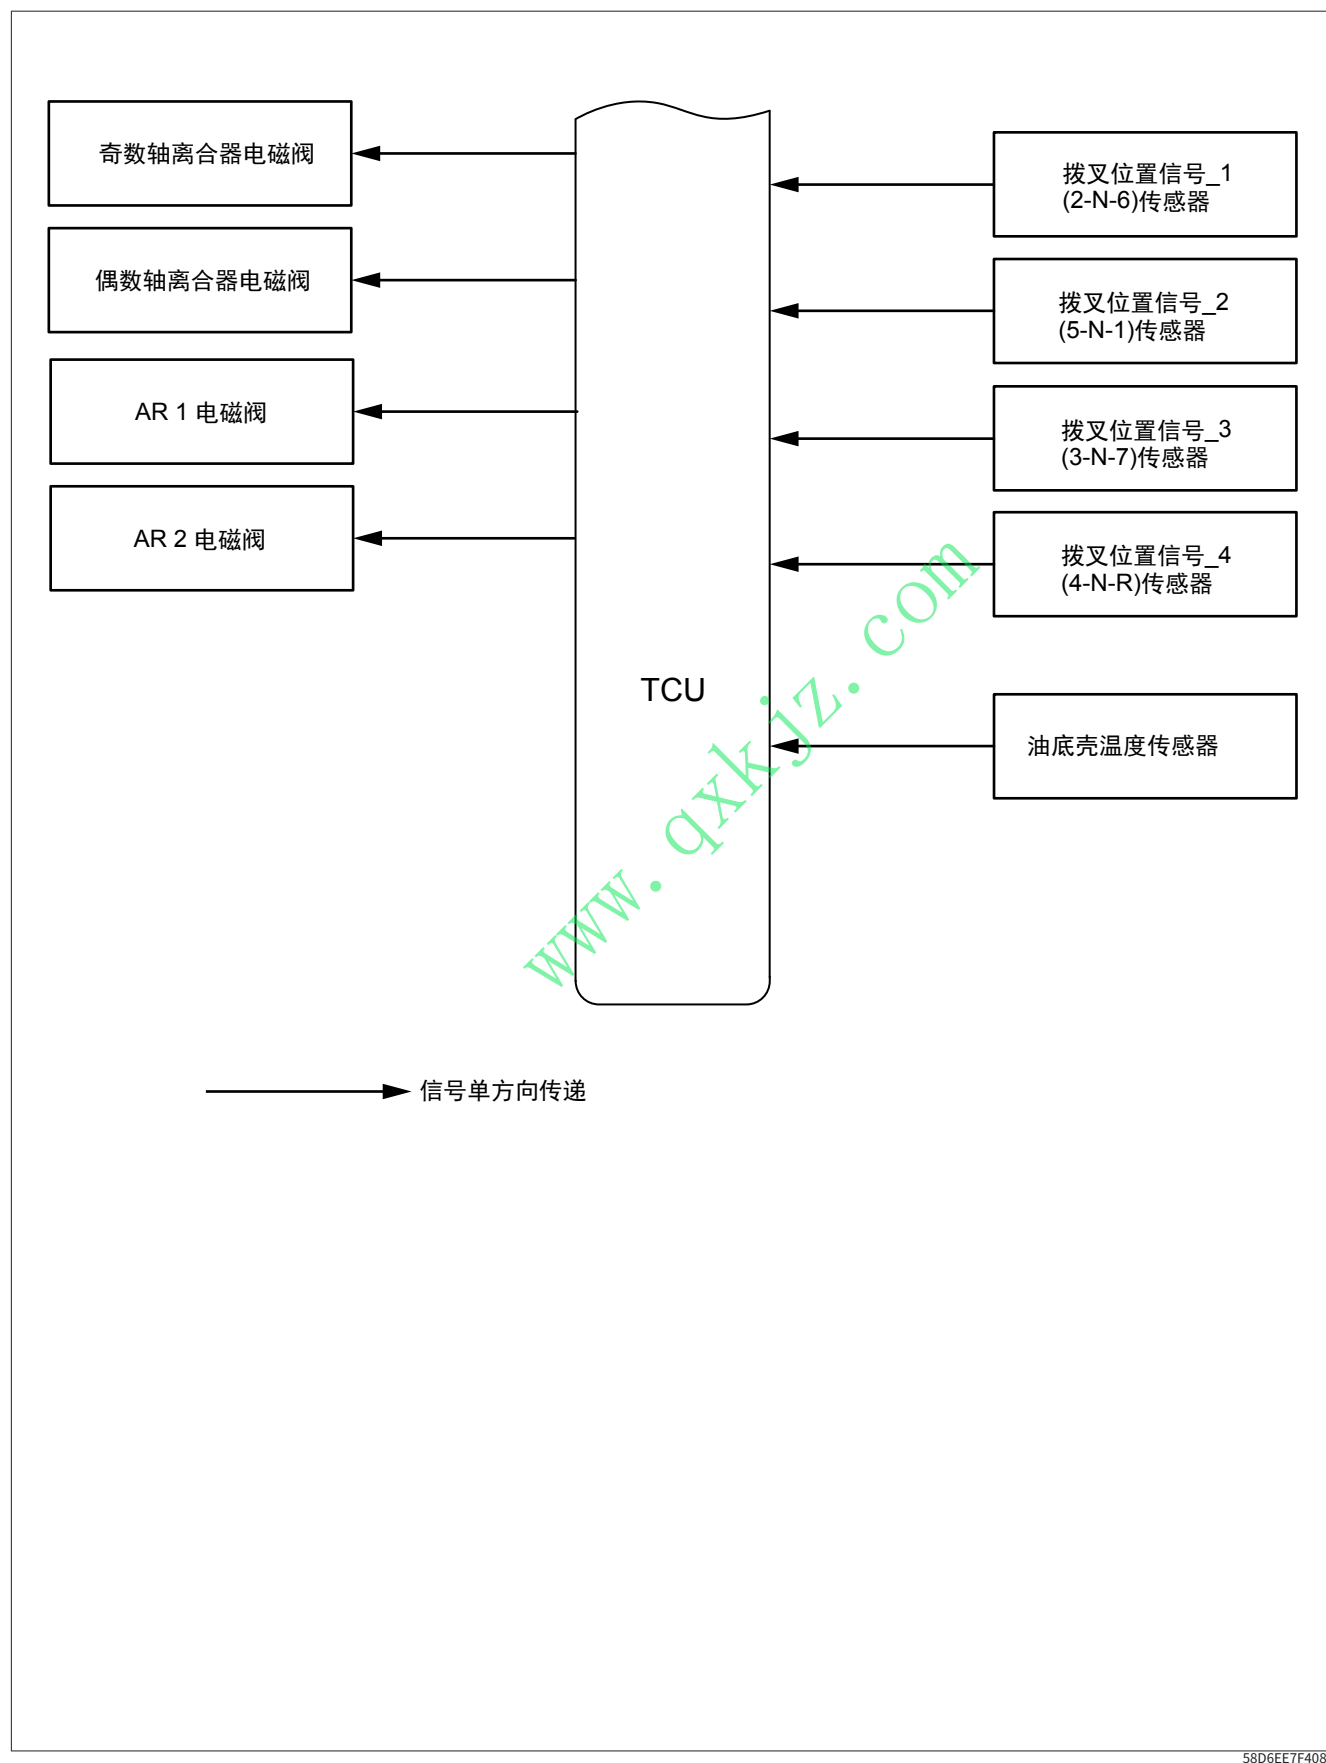 奇数轴离合器电磁阀
偶数轴离合器电磁阀
AR 1 电磁阀
AR 2 电磁阀
TCU
拨叉位置信号_1
(2-N-6)传感器
拨叉位置信号_2
(5-N-1)传感器
拨叉位置信号_3
(3-N-7)传感器
拨叉位置信号_4
(4-N-R)传感器
油底壳温度传感器
www.qxkjz.com
信号单方向传递
58D6EE7F408